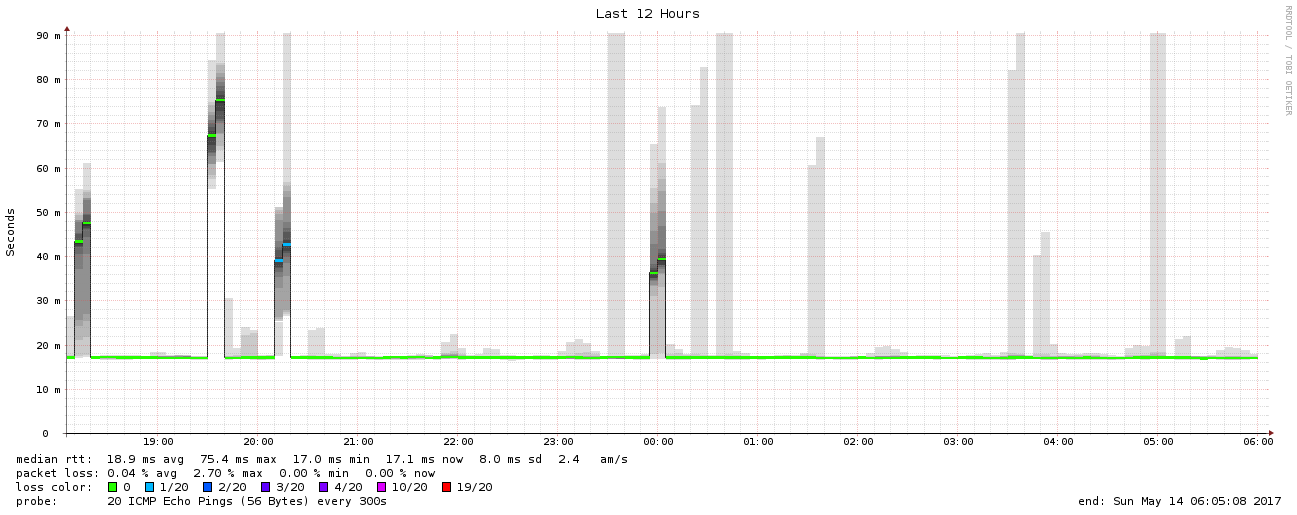 Last 12 Hours
RRDTOOL / TOBI OETIKER
90 m
80 m
70 m
60 m
50 m
40 m
30 m
20 m
10 m
0
Seconds
19:00 20:00 21:00 22:00 23:00 00:00 01:00 02:00 03:00 04:00 05:00 06:00
median rtt: 18.9 ms avg 75.4 ms max 17.0 ms min 17.1 ms now 8.0 ms sd 2.4 am/s
packet loss: 0.04 % avg 2.70 % max 0.00 % min 0.00 % now
loss color: 0 1/20 2/20 3/20 4/20 10/20 19/20
probe: 20 ICMP Echo Pings (56 Bytes) every 300s end: Sun May 14 06:05:08 2017